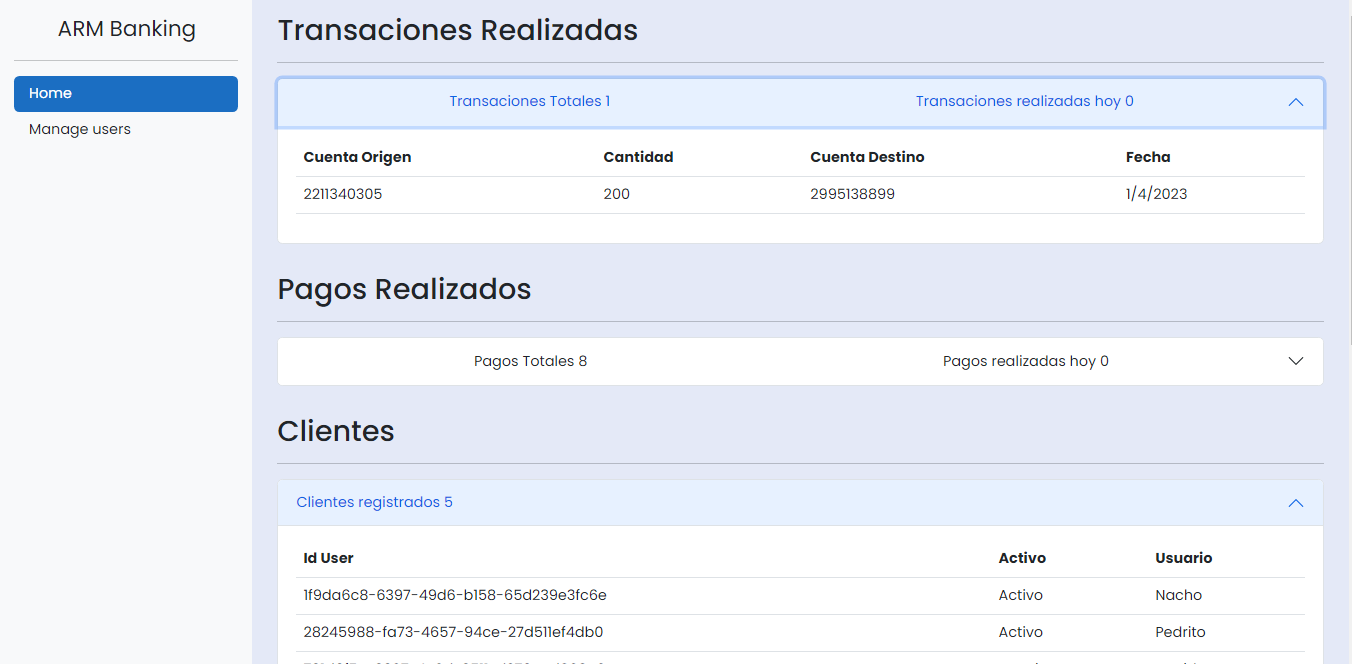 ARM Banking
Home
Manage users
Transaciones Realizadas
Transaciones Totales 1 Transaciones realizadas hoy 0
Cuenta Origen Cantidad Cuenta Destino Fecha
2211340305 200 2995138899 1/4/2023
Pagos Realizados
Pagos Totales 8 Pagos realizadas hoy 0
Clientes
Clientes registrados 5
Id User Activo Usuario
1f9da6c8-6397-49d6-b158-65d239e3fc6e Activo Nacho
28245988-fa73-4657-94ce-27d511ef4db0 Activo Pedrito